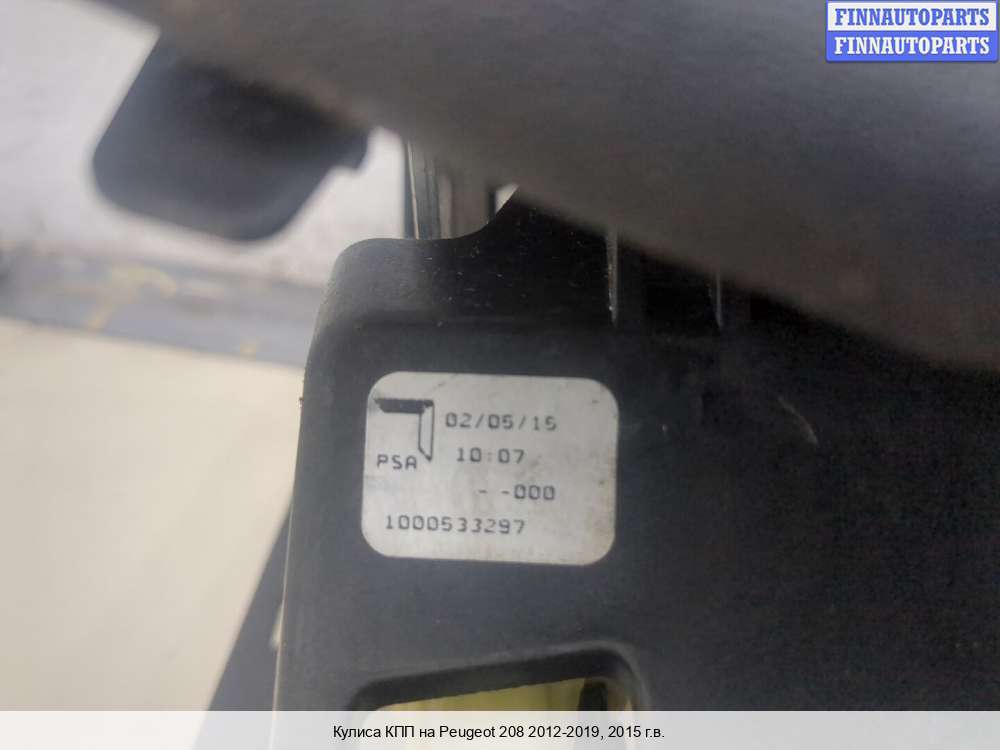 FINNAUTOPARTS
FINNAUTOPARTS
02/05/15
PSA
10:07
- -000
1000533297
Кулиса КПП на Peugeot 208 2012-2019, 2015 г.в.